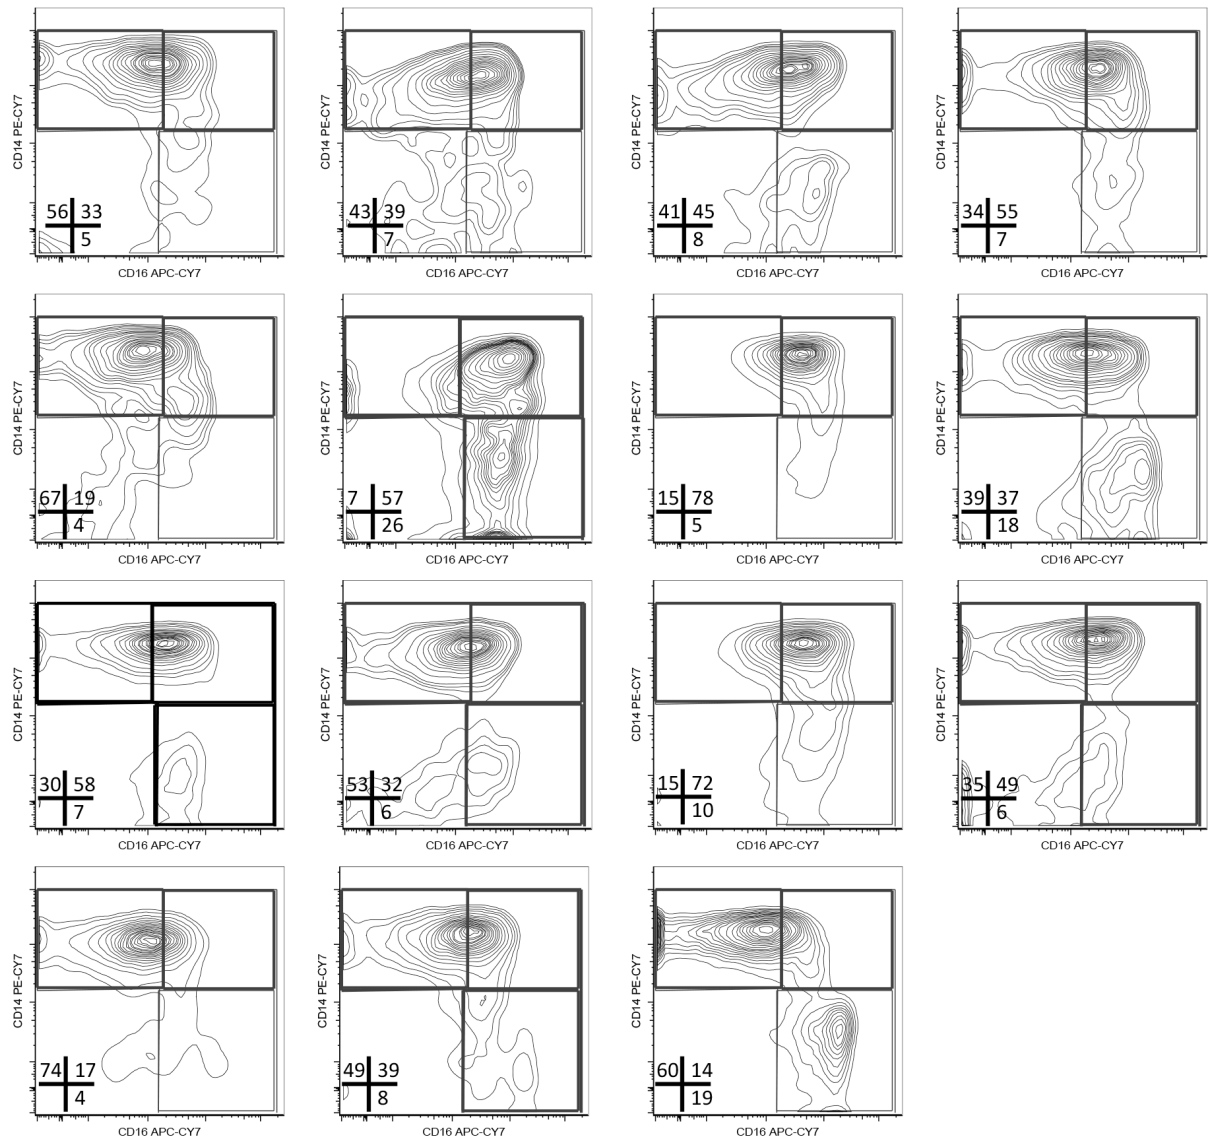 CD14 PE-CY7
56 33
5
CD16 APC-CY7
CD14 PE-CY7
43 39
7
CD16 APC-CY7
CD14 PE-CY7
41 45
8
CD16 APC-CY7
CD14 PE-CY7
34 55
7
CD16 APC-CY7
CD14 PE-CY7
67 19
4
CD16 APC-CY7
CD14 PE-CY7
7 57
26
CD16 APC-CY7
CD14 PE-CY7
15 78
5
CD16 APC-CY7
CD14 PE-CY7
39 37
18
CD16 APC-CY7
CD14 PE-CY7
30 58
7
CD16 APC-CY7
CD14 PE-CY7
53 32
6
CD16 APC-CY7
CD14 PE-CY7
15 72
10
CD16 APC-CY7
CD14 PE-CY7
35 49
6
CD16 APC-CY7
CD14 PE-CY7
74 17
4
CD16 APC-CY7
CD14 PE-CY7
49 39
8
CD16 APC-CY7
CD14 PE-CY7
60 14
19
CD16 APC-CY7